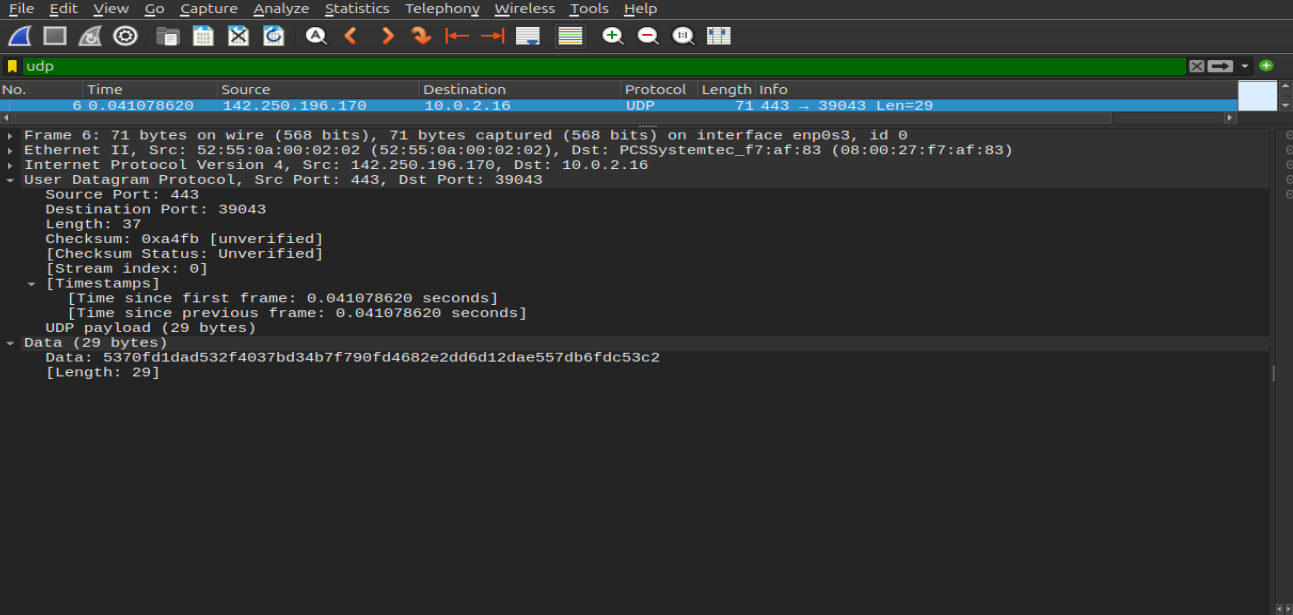 File Edit View Go Capture Analyze Statistics Telephony Wireless Tools Help
udp
No. Time Source Destination Protocol Length Info
6 0.041078620 142.250.196.170 10.0.2.16 UDP 71 443 → 39043 Len=29
Frame 6: 71 bytes on wire (568 bits), 71 bytes captured (568 bits) on interface enp0s3, id 0
Ethernet II, Src: 52:55:0a:00:02:02 (52:55:0a:00:02:02), Dst: PCSSystemtec_f7:af:83 (08:00:27:f7:af:83)
Internet Protocol Version 4, Src: 142.250.196.170, Dst: 10.0.2.16
User Datagram Protocol, Src Port: 443, Dst Port: 39043
Source Port: 443
Destination Port: 39043
Length: 37
Checksum: 0xa4fb [unverified]
[Checksum Status: Unverified]
[Stream index: 0]
[Timestamps]
[Time since first frame: 0.041078620 seconds]
[Time since previous frame: 0.041078620 seconds]
UDP payload (29 bytes)
Data (29 bytes)
Data: 5370fd1dad532f4037bd34b7f790fd4682e2dd6d12dae557db6fdc53c2
[Length: 29]